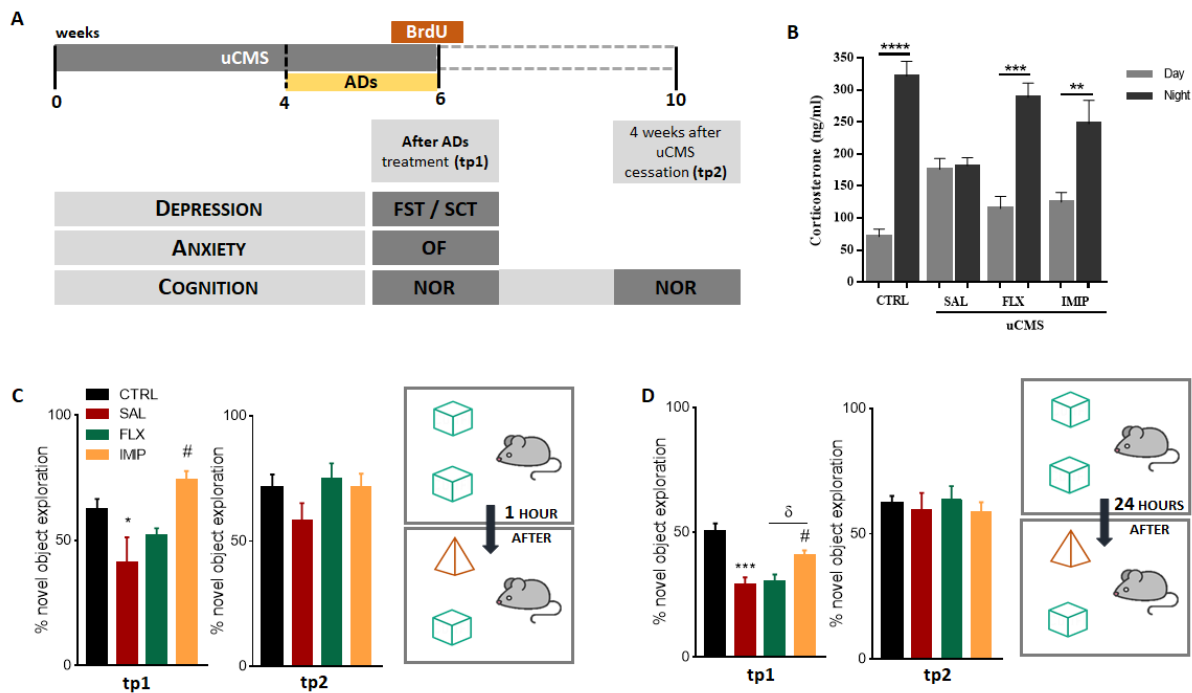 A
weeks
BrdU
uCMS
ADs
0
4
6
10
After ADs
treatment (tp1)
4 weeks after
uCMS
cessation (tp2)
DEPRESSION
FST / SCT
ANXIETY
OF
COGNITION
NOR
NOR
B
Corticosterone (ng/ml)
350
300
250
200
150
100
50
0
****
***
**
Day
Night
CTRL
SAL
FLX
IMIP
uCMS
C
CTRL
SAL
FLX
IMIP
% novel object exploration
100
50
0
*
#
tp1
% novel object exploration
100
50
0
tp2
1 HOUR
AFTER
D
% novel object exploration
100
50
0
***
δ
#
tp1
% novel object exploration
100
50
0
tp2
24 HOURS
AFTER